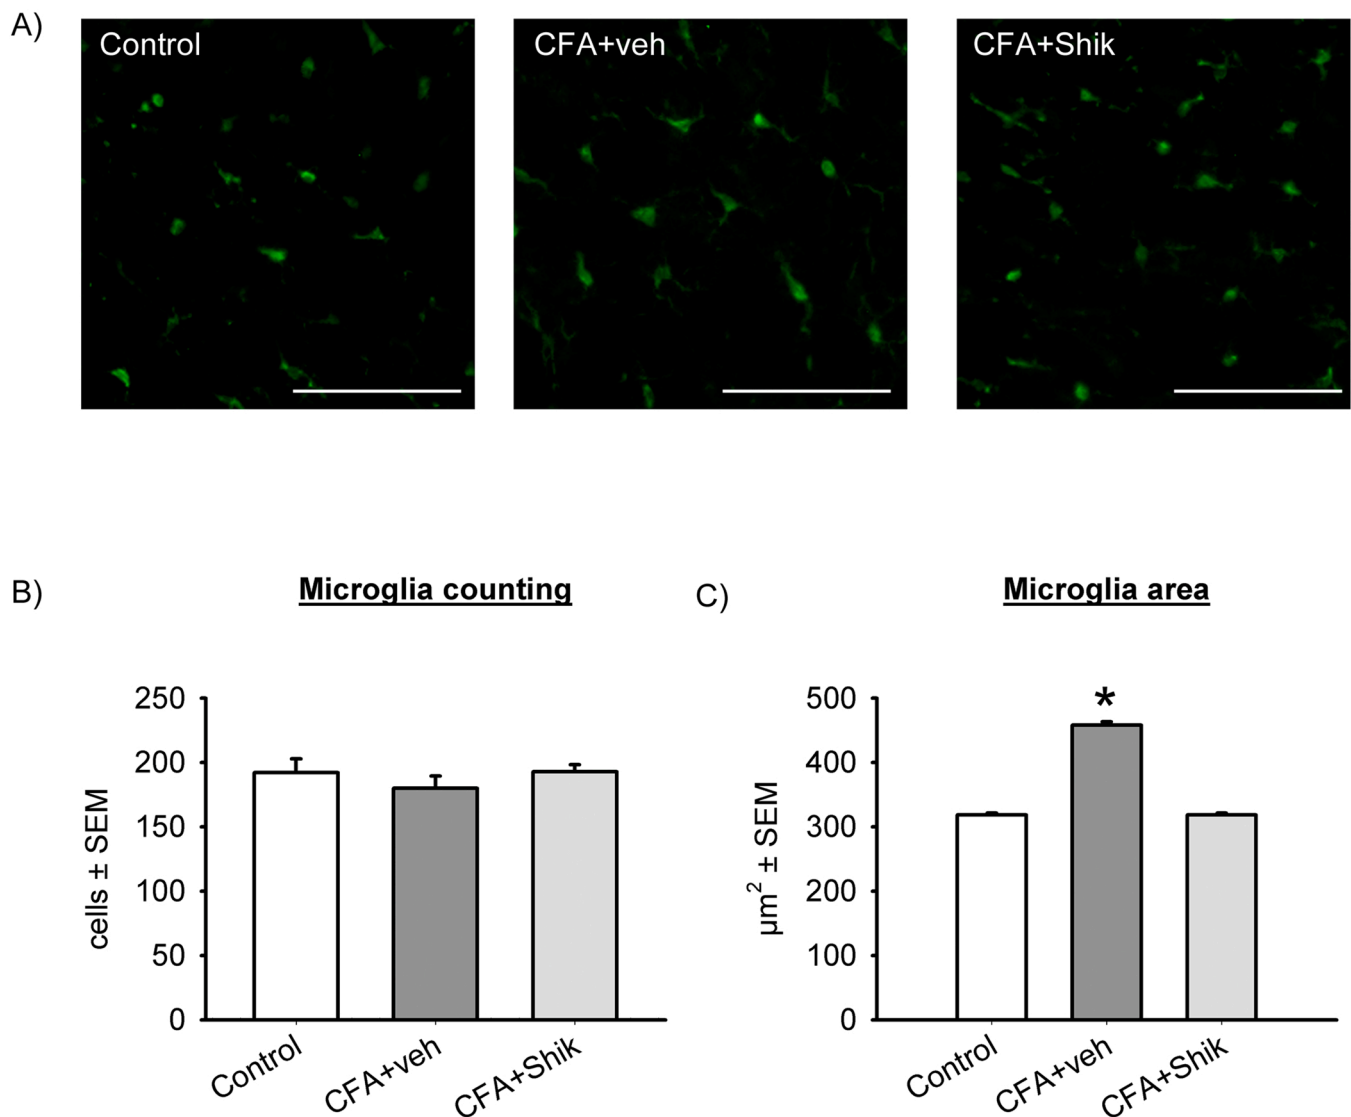 A)
Control
CFA+veh
CFA+Shik
B)
Microglia counting
cells ± SEM
250
200
150
100
50
0
Control
CFA+veh
CFA+Shik
C)
Microglia area
µm² ± SEM
500
400
300
200
100
0
*
Control
CFA+veh
CFA+Shik